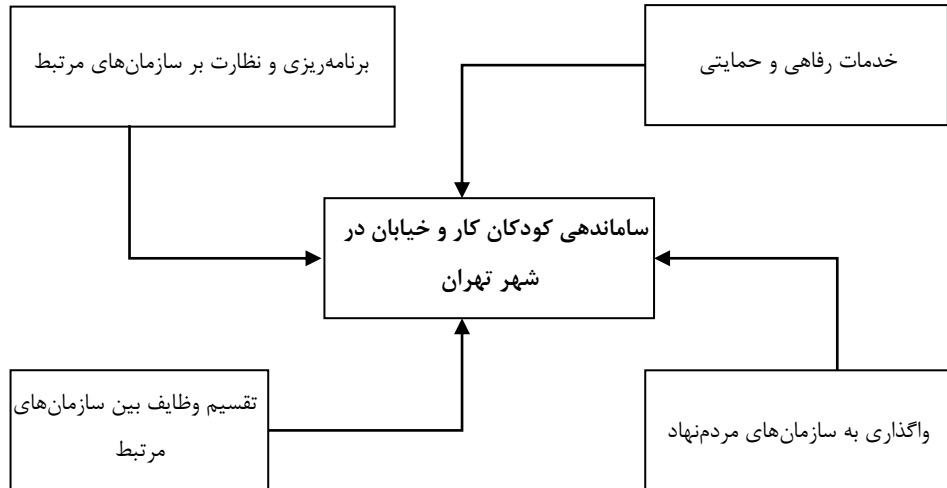 خدمات رفاهی و حمایتی
برنامه‌ریزی و نظارت بر سازمان‌های مرتبط
ساماندهی کودکان کار و خیابان در
شهر تهران
واگذاری به سازمان‌های مردم‌نهاد
تقسیم وظایف بین سازمان‌های
مرتبط